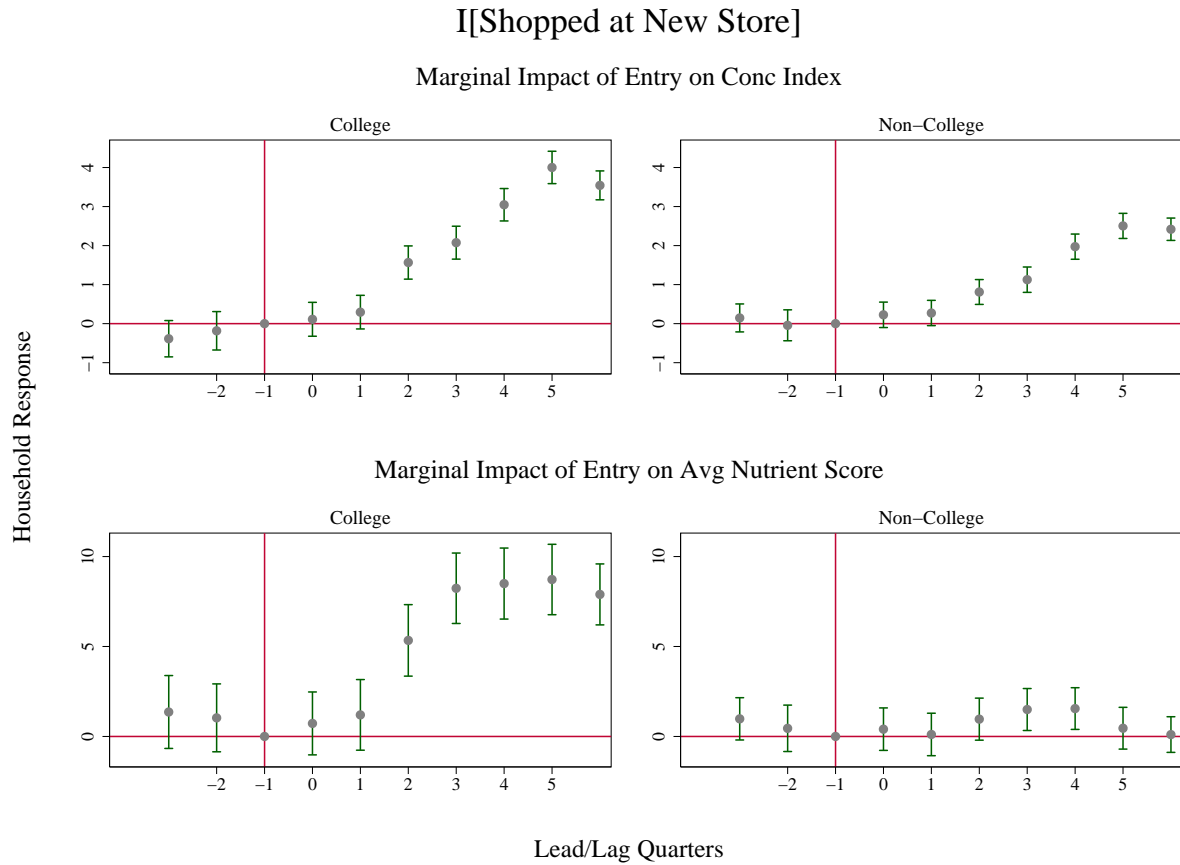 I[Shopped at New Store]
Marginal Impact of Entry on Conc Index
College
Non−College
4
3
2
1
0
−1
−2 −1 0 1 2 3 4 5
4
3
2
1
0
−1
−2 −1 0 1 2 3 4 5
Household Response
Marginal Impact of Entry on Avg Nutrient Score
College
Non−College
10
5
0
−2 −1 0 1 2 3 4 5
10
5
0
−2 −1 0 1 2 3 4 5
Lead/Lag Quarters